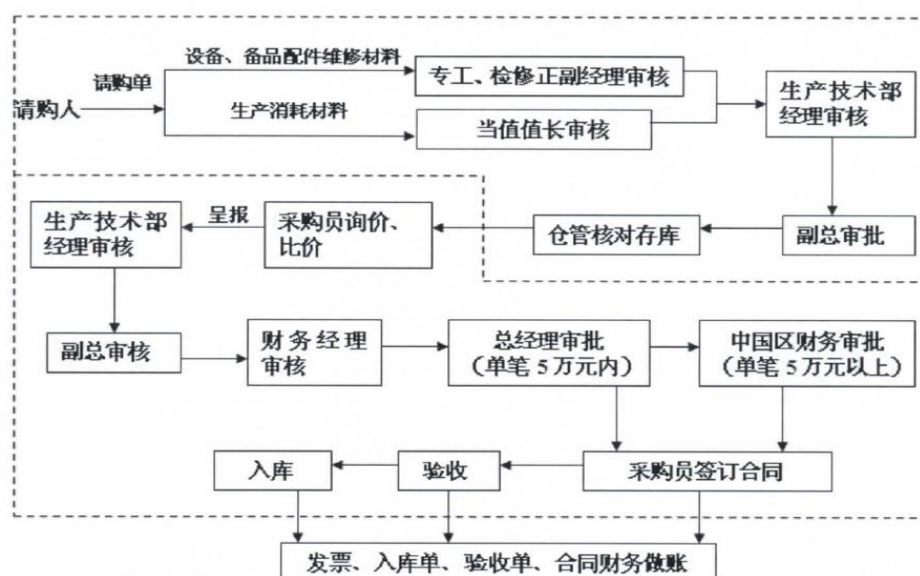 设备、备品配件维修材料
请购单
请购人
生产消耗材料
专工、检修正副经理审核
当值值长审核
生产技术部
经理审核
副总审批
仓管核对存库
采购员询价、
比价
呈报
生产技术部
经理审核
副总审核
财务经理
审核
总经理审批
（单笔 5 万元内）
中国区财务审批
（单笔 5 万元以上）
采购员签订合同
验收
入库
发票、入库单、验收单、合同财务做账